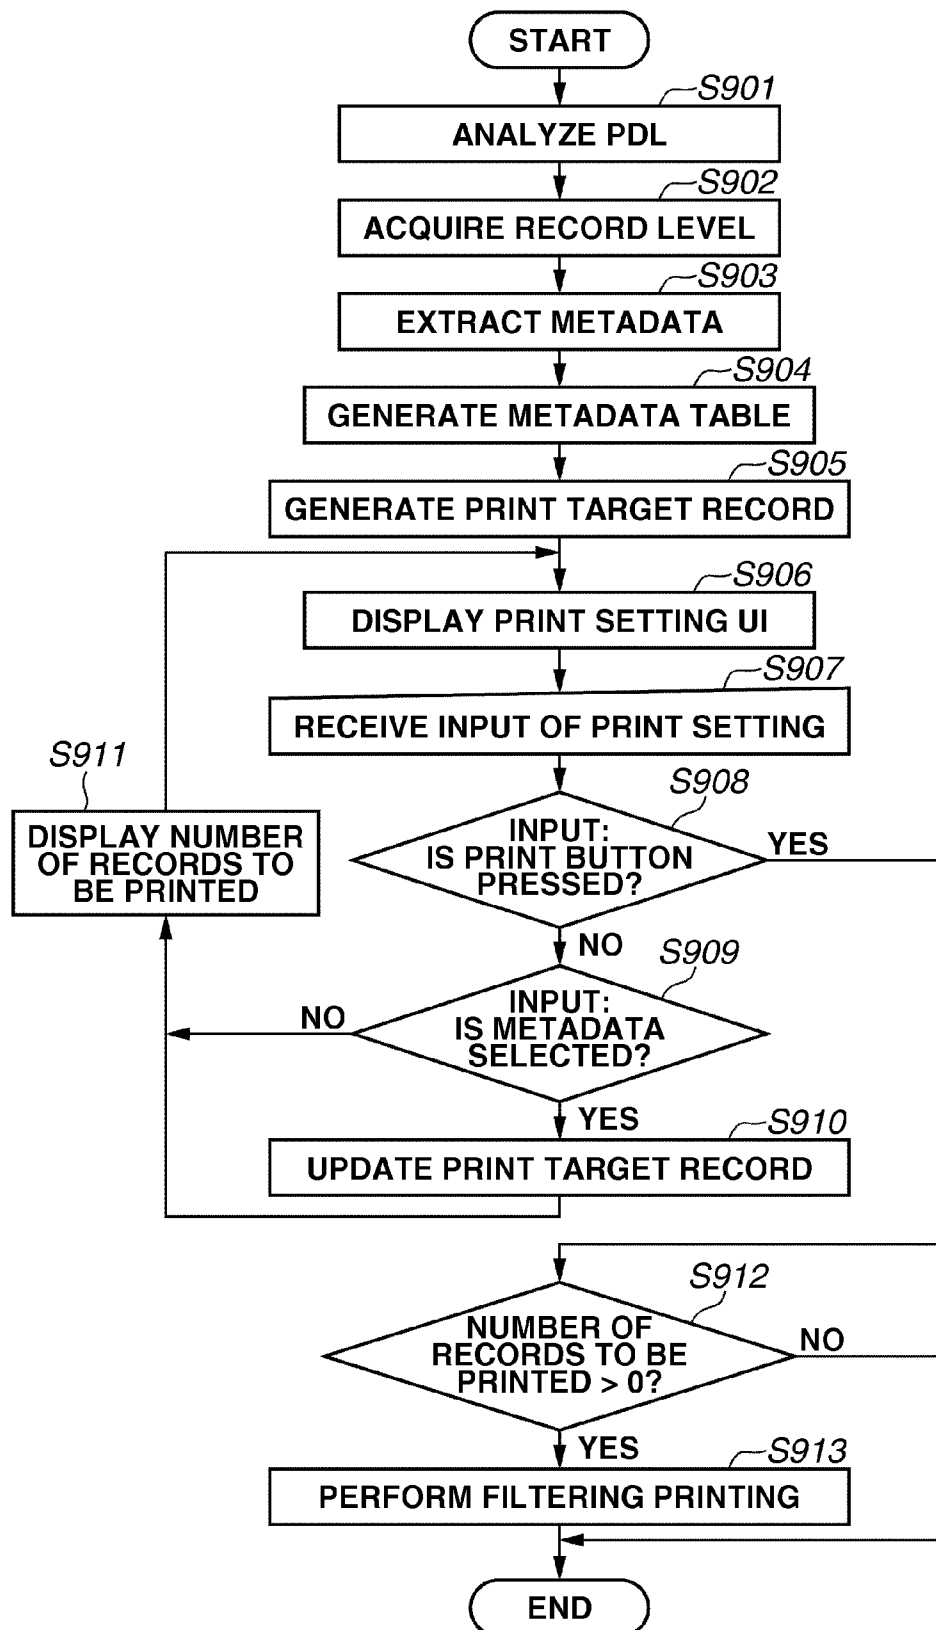 START
S901
ANALYZE PDL
S902
ACQUIRE RECORD LEVEL
S903
EXTRACT METADATA
S904
GENERATE METADATA TABLE
S905
GENERATE PRINT TARGET RECORD
S906
DISPLAY PRINT SETTING UI
S907
RECEIVE INPUT OF PRINT SETTING
S908
INPUT:
IS PRINT BUTTON
PRESSED?
YES
NO
S911
DISPLAY NUMBER
OF RECORDS TO
BE PRINTED
S909
INPUT:
IS METADATA
SELECTED?
NO
YES
S910
UPDATE PRINT TARGET RECORD
S912
NUMBER OF
RECORDS TO BE
PRINTED > 0?
NO
YES
S913
PERFORM FILTERING PRINTING
END